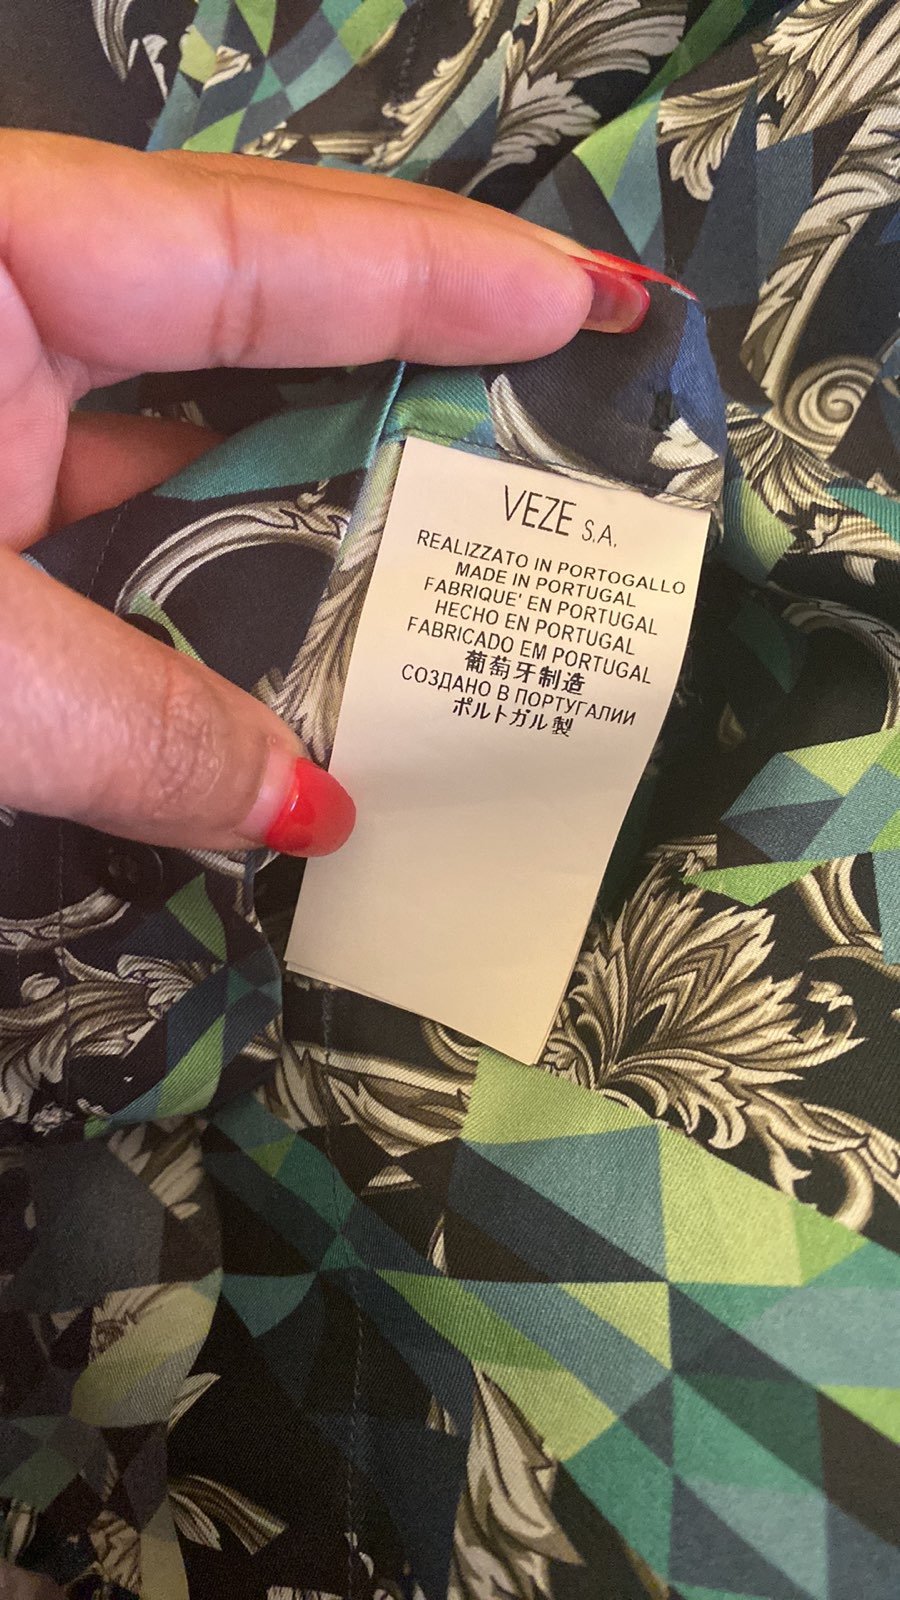 VEZE S.A.
REALIZZATO IN PORTOGALLO
MADE IN PORTUGAL
FABRIQUE' EN PORTUGAL
HECHO EN PORTUGAL
FABRICADO EM PORTUGAL
葡萄牙制造
СОЗДАНО В ПОРТУГАЛИИ
ポルトガル製